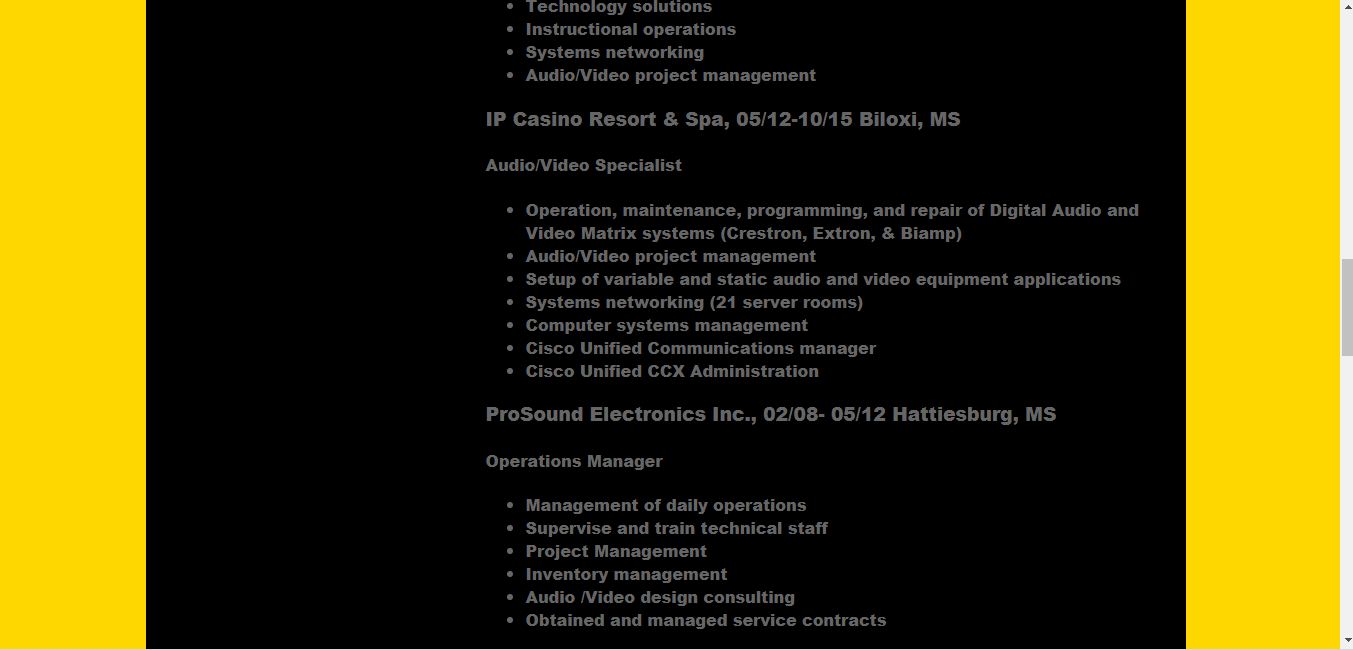 Technology solutions
Instructional operations
Systems networking
Audio/Video project management
IP Casino Resort & Spa, 05/12-10/15 Biloxi, MS
Audio/Video Specialist
Operation, maintenance, programming, and repair of Digital Audio and
Video Matrix systems (Crestron, Extron, & Biamp)
Audio/Video project management
Setup of variable and static audio and video equipment applications
Systems networking (21 server rooms)
Computer systems management
Cisco Unified Communications manager
Cisco Unified CCX Administration
ProSound Electronics Inc., 02/08- 05/12 Hattiesburg, MS
Operations Manager
Management of daily operations
Supervise and train technical staff
Project Management
Inventory management
Audio /Video design consulting
Obtained and managed service contracts